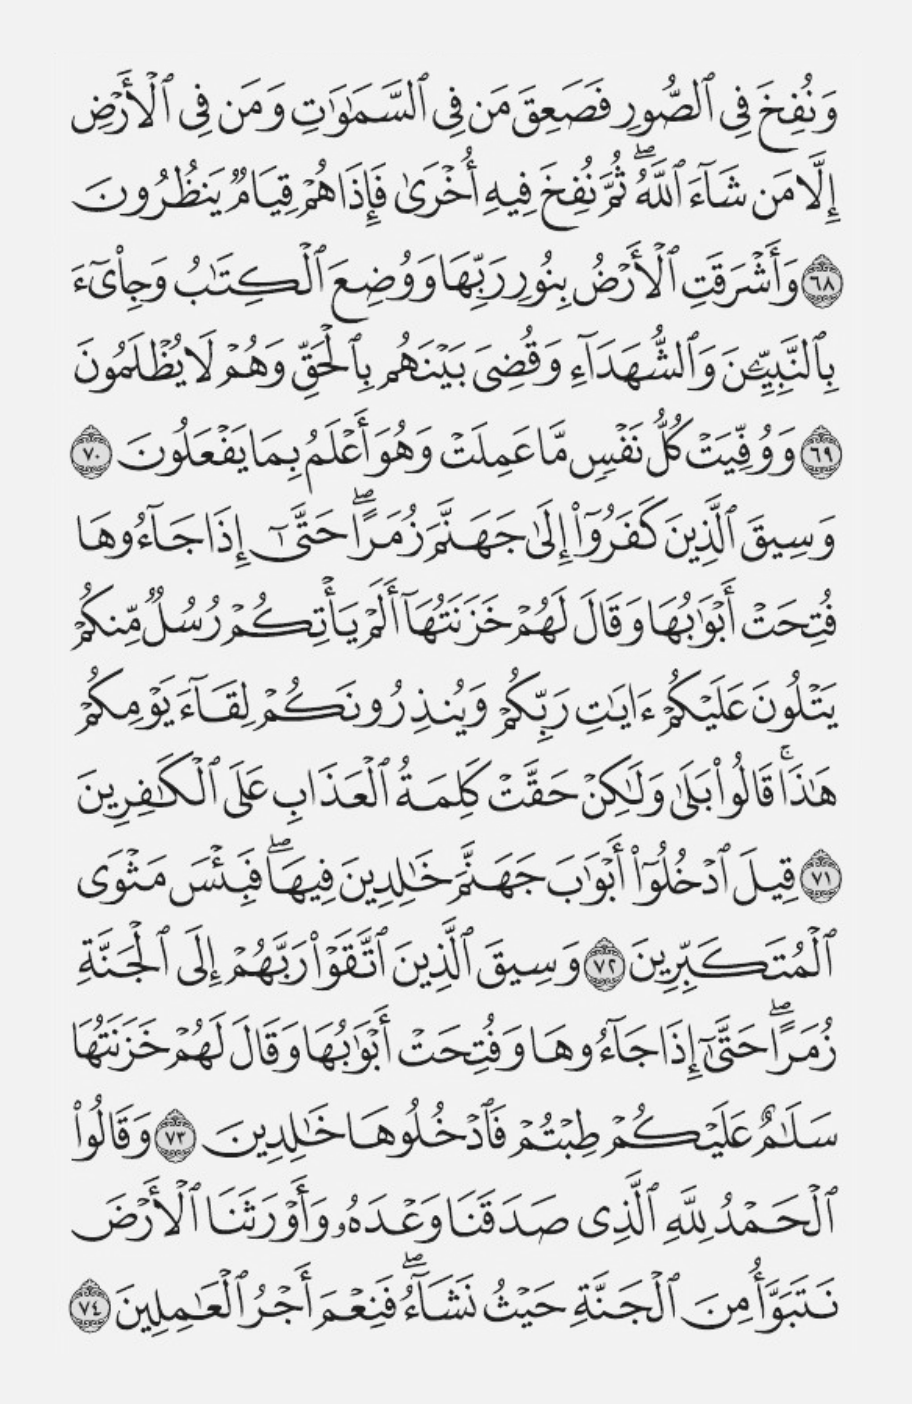 وَنُفِخَ فِي ٱلصُّورِ فَصَعِقَ مَن فِي ٱلسَّمَٰوَٰتِ وَمَن فِي ٱلۡأَرۡضِ
إِلَّا مَن شَآءَ ٱللَّهُۖ ثُمَّ نُفِخَ فِيهِ أُخۡرَىٰ فَإِذَا هُمۡ قِيَامٞ يَنظُرُونَ
٦٨ وَأَشۡرَقَتِ ٱلۡأَرۡضُ بِنُورِ رَبِّهَا وَوُضِعَ ٱلۡكِتَٰبُ وَجِاْيٓءَ
بِٱلنَّبِيِّـۧنَ وَٱلشُّهَدَآءِ وَقُضِيَ بَيۡنَهُم بِٱلۡحَقِّ وَهُمۡ لَا يُظۡلَمُونَ
٦٩ وَوُفِّيَتۡ كُلُّ نَفۡسٖ مَّا عَمِلَتۡ وَهُوَ أَعۡلَمُ بِمَا يَفۡعَلُونَ ٧٠
وَسِيقَ ٱلَّذِينَ كَفَرُوٓاْ إِلَىٰ جَهَنَّمَ زُمَرًاۖ حَتَّىٰٓ إِذَا جَآءُوهَا
فُتِحَتۡ أَبۡوَٰبُهَا وَقَالَ لَهُمۡ خَزَنَتُهَآ أَلَمۡ يَأۡتِكُمۡ رُسُلٞ مِّنكُمۡ
يَتۡلُونَ عَلَيۡكُمۡ ءَايَٰتِ رَبِّكُمۡ وَيُنذِرُونَكُمۡ لِقَآءَ يَوۡمِكُمۡ
هَٰذَاۚ قَالُواْ بَلَىٰ وَلَٰكِنۡ حَقَّتۡ كَلِمَةُ ٱلۡعَذَابِ عَلَى ٱلۡكَٰفِرِينَ
٧١ قِيلَ ٱدۡخُلُوٓاْ أَبۡوَٰبَ جَهَنَّمَ خَٰلِدِينَ فِيهَاۖ فَبِئۡسَ مَثۡوَى
ٱلۡمُتَكَبِّرِينَ ٧٢ وَسِيقَ ٱلَّذِينَ ٱتَّقَوۡاْ رَبَّهُمۡ إِلَى ٱلۡجَنَّةِ
زُمَرًاۖ حَتَّىٰٓ إِذَا جَآءُوهَا وَفُتِحَتۡ أَبۡوَٰبُهَا وَقَالَ لَهُمۡ خَزَنَتُهَا
سَلَٰمٌ عَلَيۡكُمۡ طِبۡتُمۡ فَٱدۡخُلُوهَا خَٰلِدِينَ ٧٣ وَقَالُواْ
ٱلۡحَمۡدُ لِلَّهِ ٱلَّذِي صَدَقَنَا وَعۡدَهُۥ وَأَوۡرَثَنَا ٱلۡأَرۡضَ
نَتَبَوَّأُ مِنَ ٱلۡجَنَّةِ حَيۡثُ نَشَآءُۖ فَنِعۡمَ أَجۡرُ ٱلۡعَٰمِلِينَ ٧٤